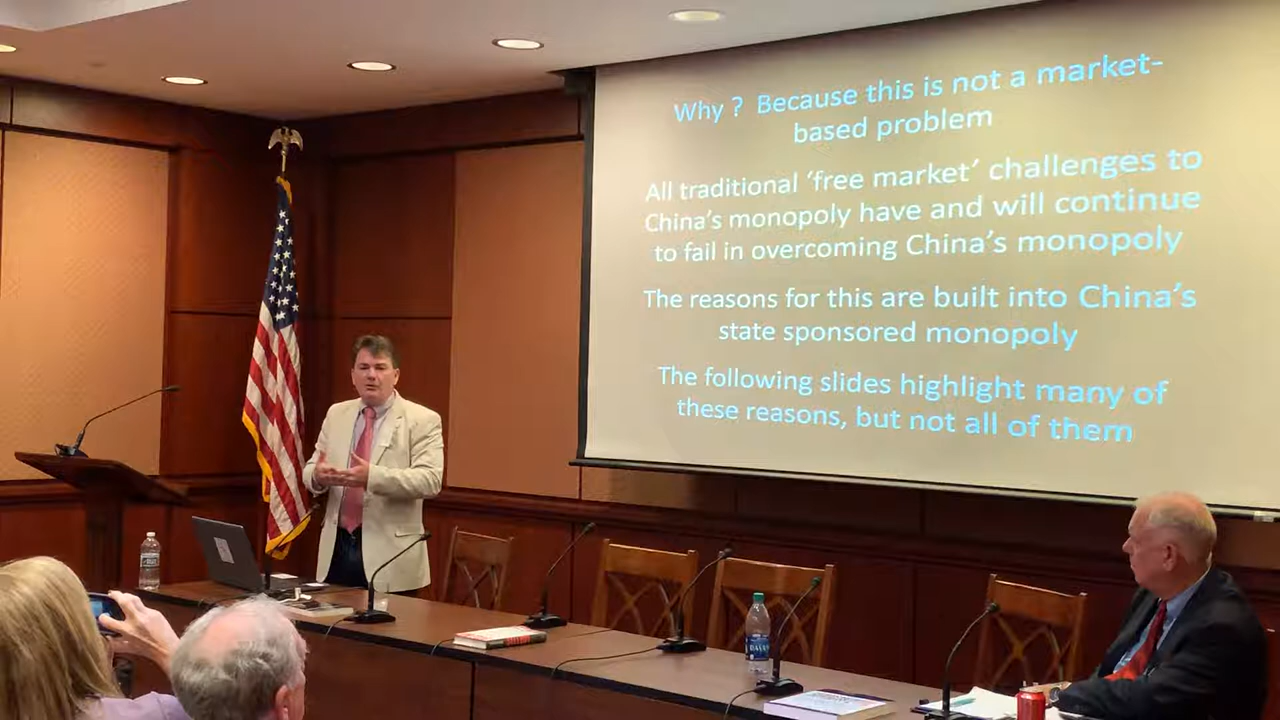 Why ? Because this is not a market-
based problem
All traditional 'free market' challenges to
China's monopoly have and will continue
to fail in overcoming China's monopoly
The reasons for this are built into China's
state sponsored monopoly
The following slides highlight many of
these reasons, but not all of them